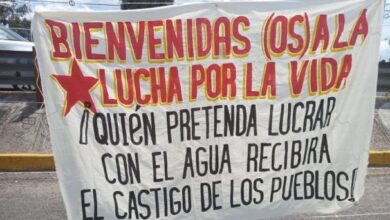 BIENVENIDAS (OS) A LA
LUCHA POR LA VIDA
¡QUIéN PRETENDA LUCRAR
CON EL AGUA RECIBIRA
EL CASTIGO DE LOS PUEBLOS!